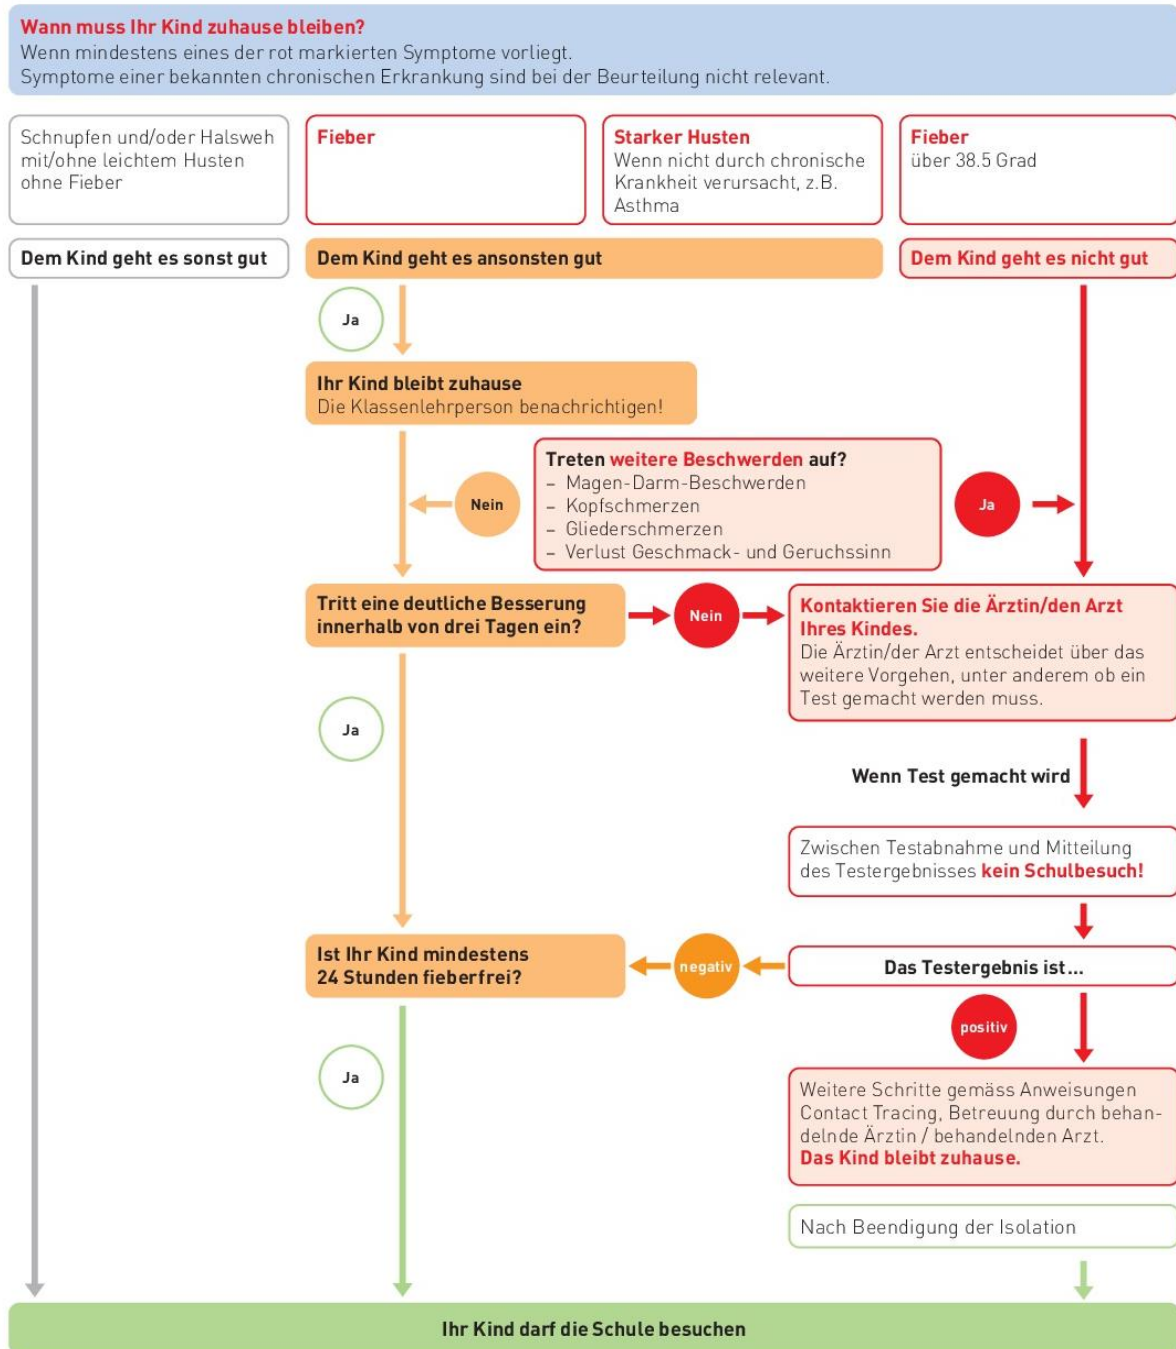 Wann muss Ihr Kind zuhause bleiben?
Wenn mindestens eines der rot markierten Symptome vorliegt.
Symptome einer bekannten chronischen Erkrankung sind bei der Beurteilung nicht relevant.
Schnupfen und/oder Halsweh
mit/ohne leichtem Husten
ohne Fieber
Fieber
Starker Husten
Wenn nicht durch chronische
Krankheit verursacht, z.B.
Asthma
Fieber
über 38.5 Grad
Dem Kind geht es sonst gut
Dem Kind geht es ansonsten gut
Dem Kind geht es nicht gut
Ja
Ihr Kind bleibt zuhause
Die Klassenlehrperson benachrichtigen!
Treten weitere Beschwerden auf?
– Magen-Darm-Beschwerden
– Kopfschmerzen
– Gliederschmerzen
– Verlust Geschmack- und Geruchssinn
Nein
Ja
Tritt eine deutliche Besserung
innerhalb von drei Tagen ein?
Nein
Kontaktieren Sie die Ärztin/den Arzt
Ihres Kindes.
Die Ärztin/der Arzt entscheidet über das
weitere Vorgehen, unter anderem ob ein
Test gemacht werden muss.
Ja
Wenn Test gemacht wird
Zwischen Testabnahme und Mitteilung
des Testergebnisses kein Schulbesuch!
Ist Ihr Kind mindestens
24 Stunden fieberfrei?
negativ
Das Testergebnis ist...
positiv
Ja
Weitere Schritte gemäss Anweisungen
Contact Tracing, Betreuung durch behan-
delnde Ärztin / behandelnden Arzt.
Das Kind bleibt zuhause.
Nach Beendigung der Isolation
Ihr Kind darf die Schule besuchen